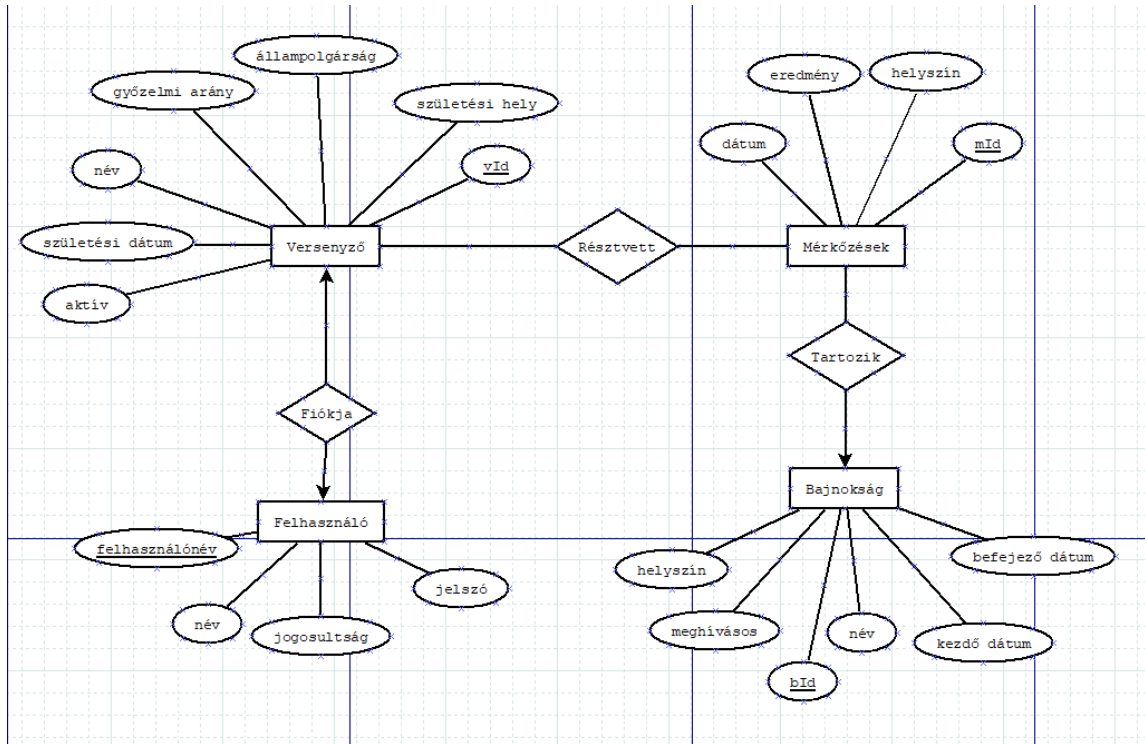 állampolgárság
győzelmi arány
születési hely
név
vId
születési dátum
Versenyző
aktív
Résztvett
eredmény
helyszín
dátum
mId
Mérkőzések
Tartozik
Fiókja
Felhasználó
felhasználónév
név
jogosultság
jelszó
Bajnokság
helyszín
meghívásos
bId
név
kezdő dátum
befejező dátum